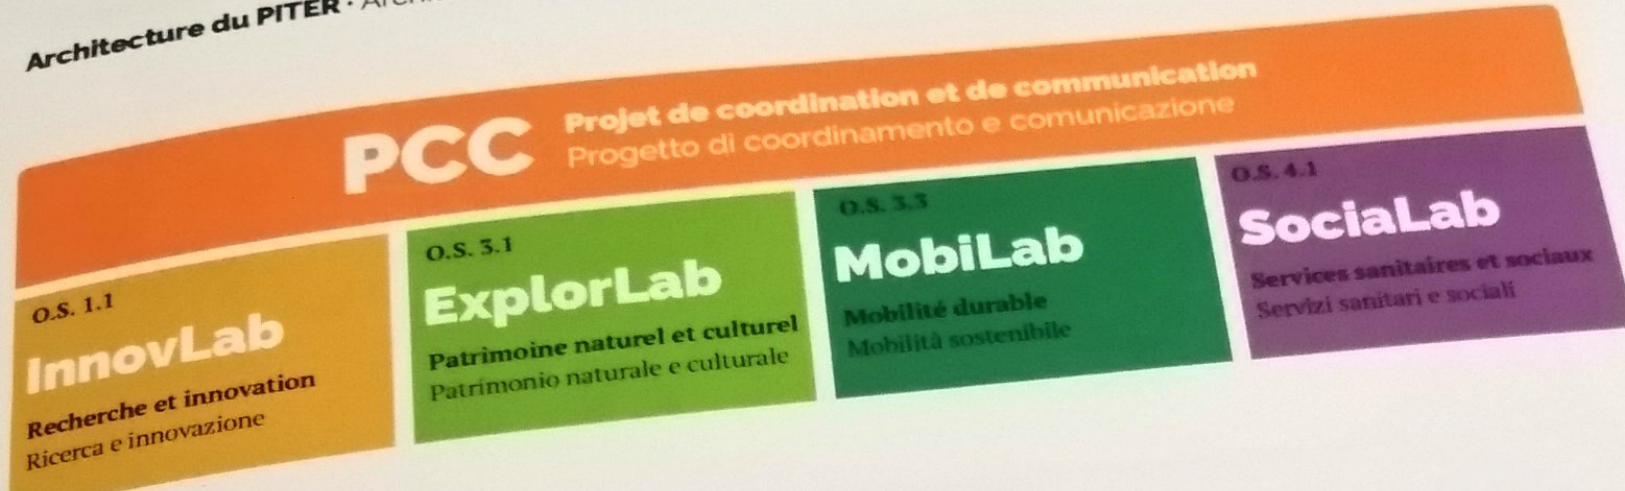 Architecture du PITER ·
PCC
Projet de coordination et de communication
Progetto di coordinamento e comunicazione
O.S. 1.1
InnovLab
Recherche et innovation
Ricerca e innovazione
O.S. 3.1
ExplorLab
Patrimoine naturel et culturel
Patrimonio naturale e culturale
O.S. 3.3
MobiLab
Mobilité durable
Mobilità sostenibile
O.S. 4.1
SociaLab
Services sanitaires et sociaux
Servizi sanitari e sociali